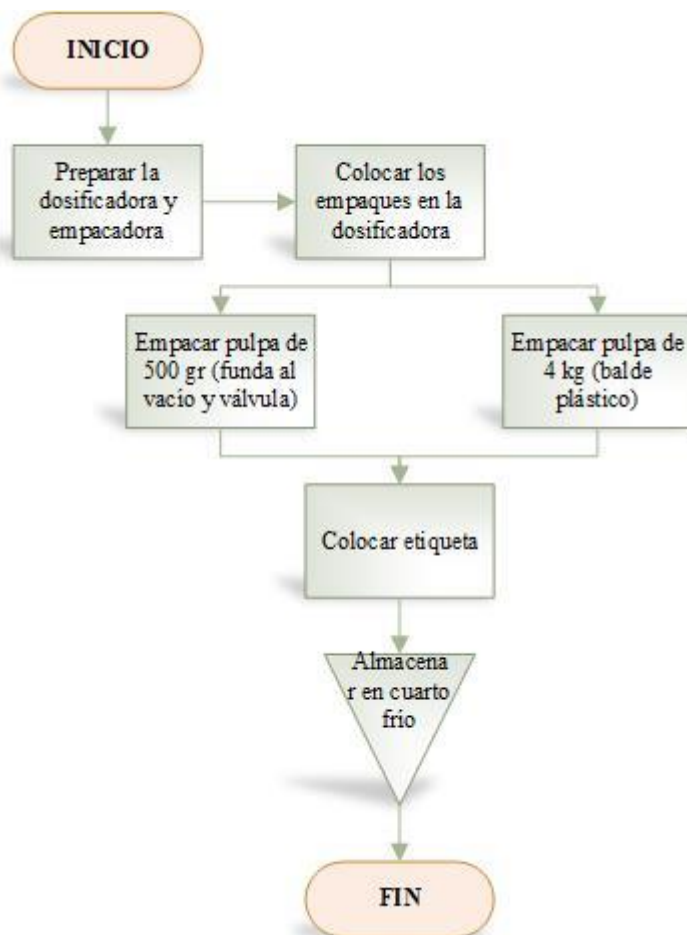 INICIO
Preparar la
dosificadora y
empacadora
Colocar los
empaques en la
dosificadora
Empacar pulpa de
500 gr (funda al
vacío y válvula)
Empacar pulpa de
4 kg (balde
plástico)
Colocar etiqueta
Almacena
r en cuarto
frío
FIN